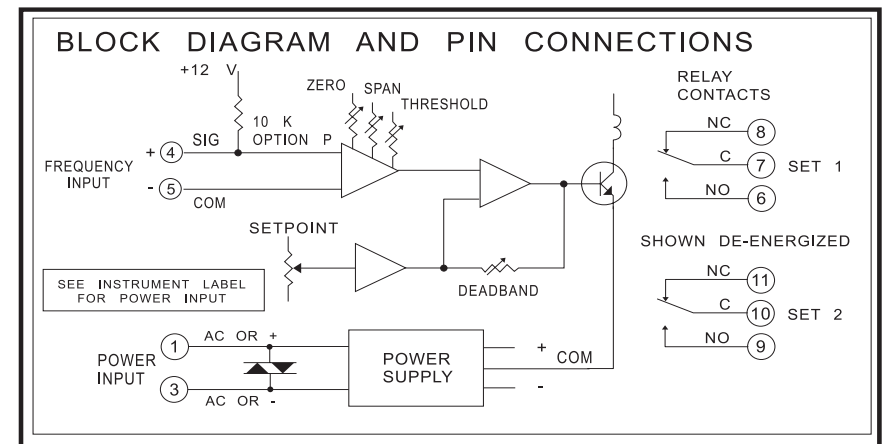 BLOCK DIAGRAM AND PIN CONNECTIONS
+12 V
ZERO
SPAN
THRESHOLD
10 K
OPTION P
+ 4 SIG
FREQUENCY
INPUT
- 5 COM
SETPOINT
DEADBAND
SEE INSTRUMENT LABEL
FOR POWER INPUT
1 AC OR +
POWER
INPUT
3 AC OR -
POWER
SUPPLY
+
COM
-
RELAY
CONTACTS
NC 8
C 7 SET 1
NO 6
SHOWN DE-ENERGIZED
NC 11
C 10 SET 2
NO 9